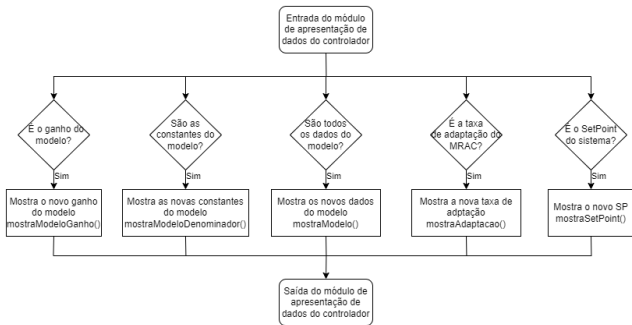 Entrada do módulo
de apresentação de
dados do controlador
É o ganho do
modelo?
São as
constantes do
modelo?
São todos
os dados do
modelo?
É a taxa
de adaptação do
MRAC?
É o SetPoint
do sistema?
Sim
Sim
Sim
Sim
Sim
Mostra o novo ganho
do modelo
mostraModeloGanho()
Mostra as novas constantes
do modelo
mostraModeloDenominador()
Mostra os novos dados
do modelo
mostraModelo()
Mostra a nova taxa de
adptação
mostraAdaptacao()
Mostra o novo SP
mostraSetPoint()
Saída do módulo de
apresentação de
dados do controlador